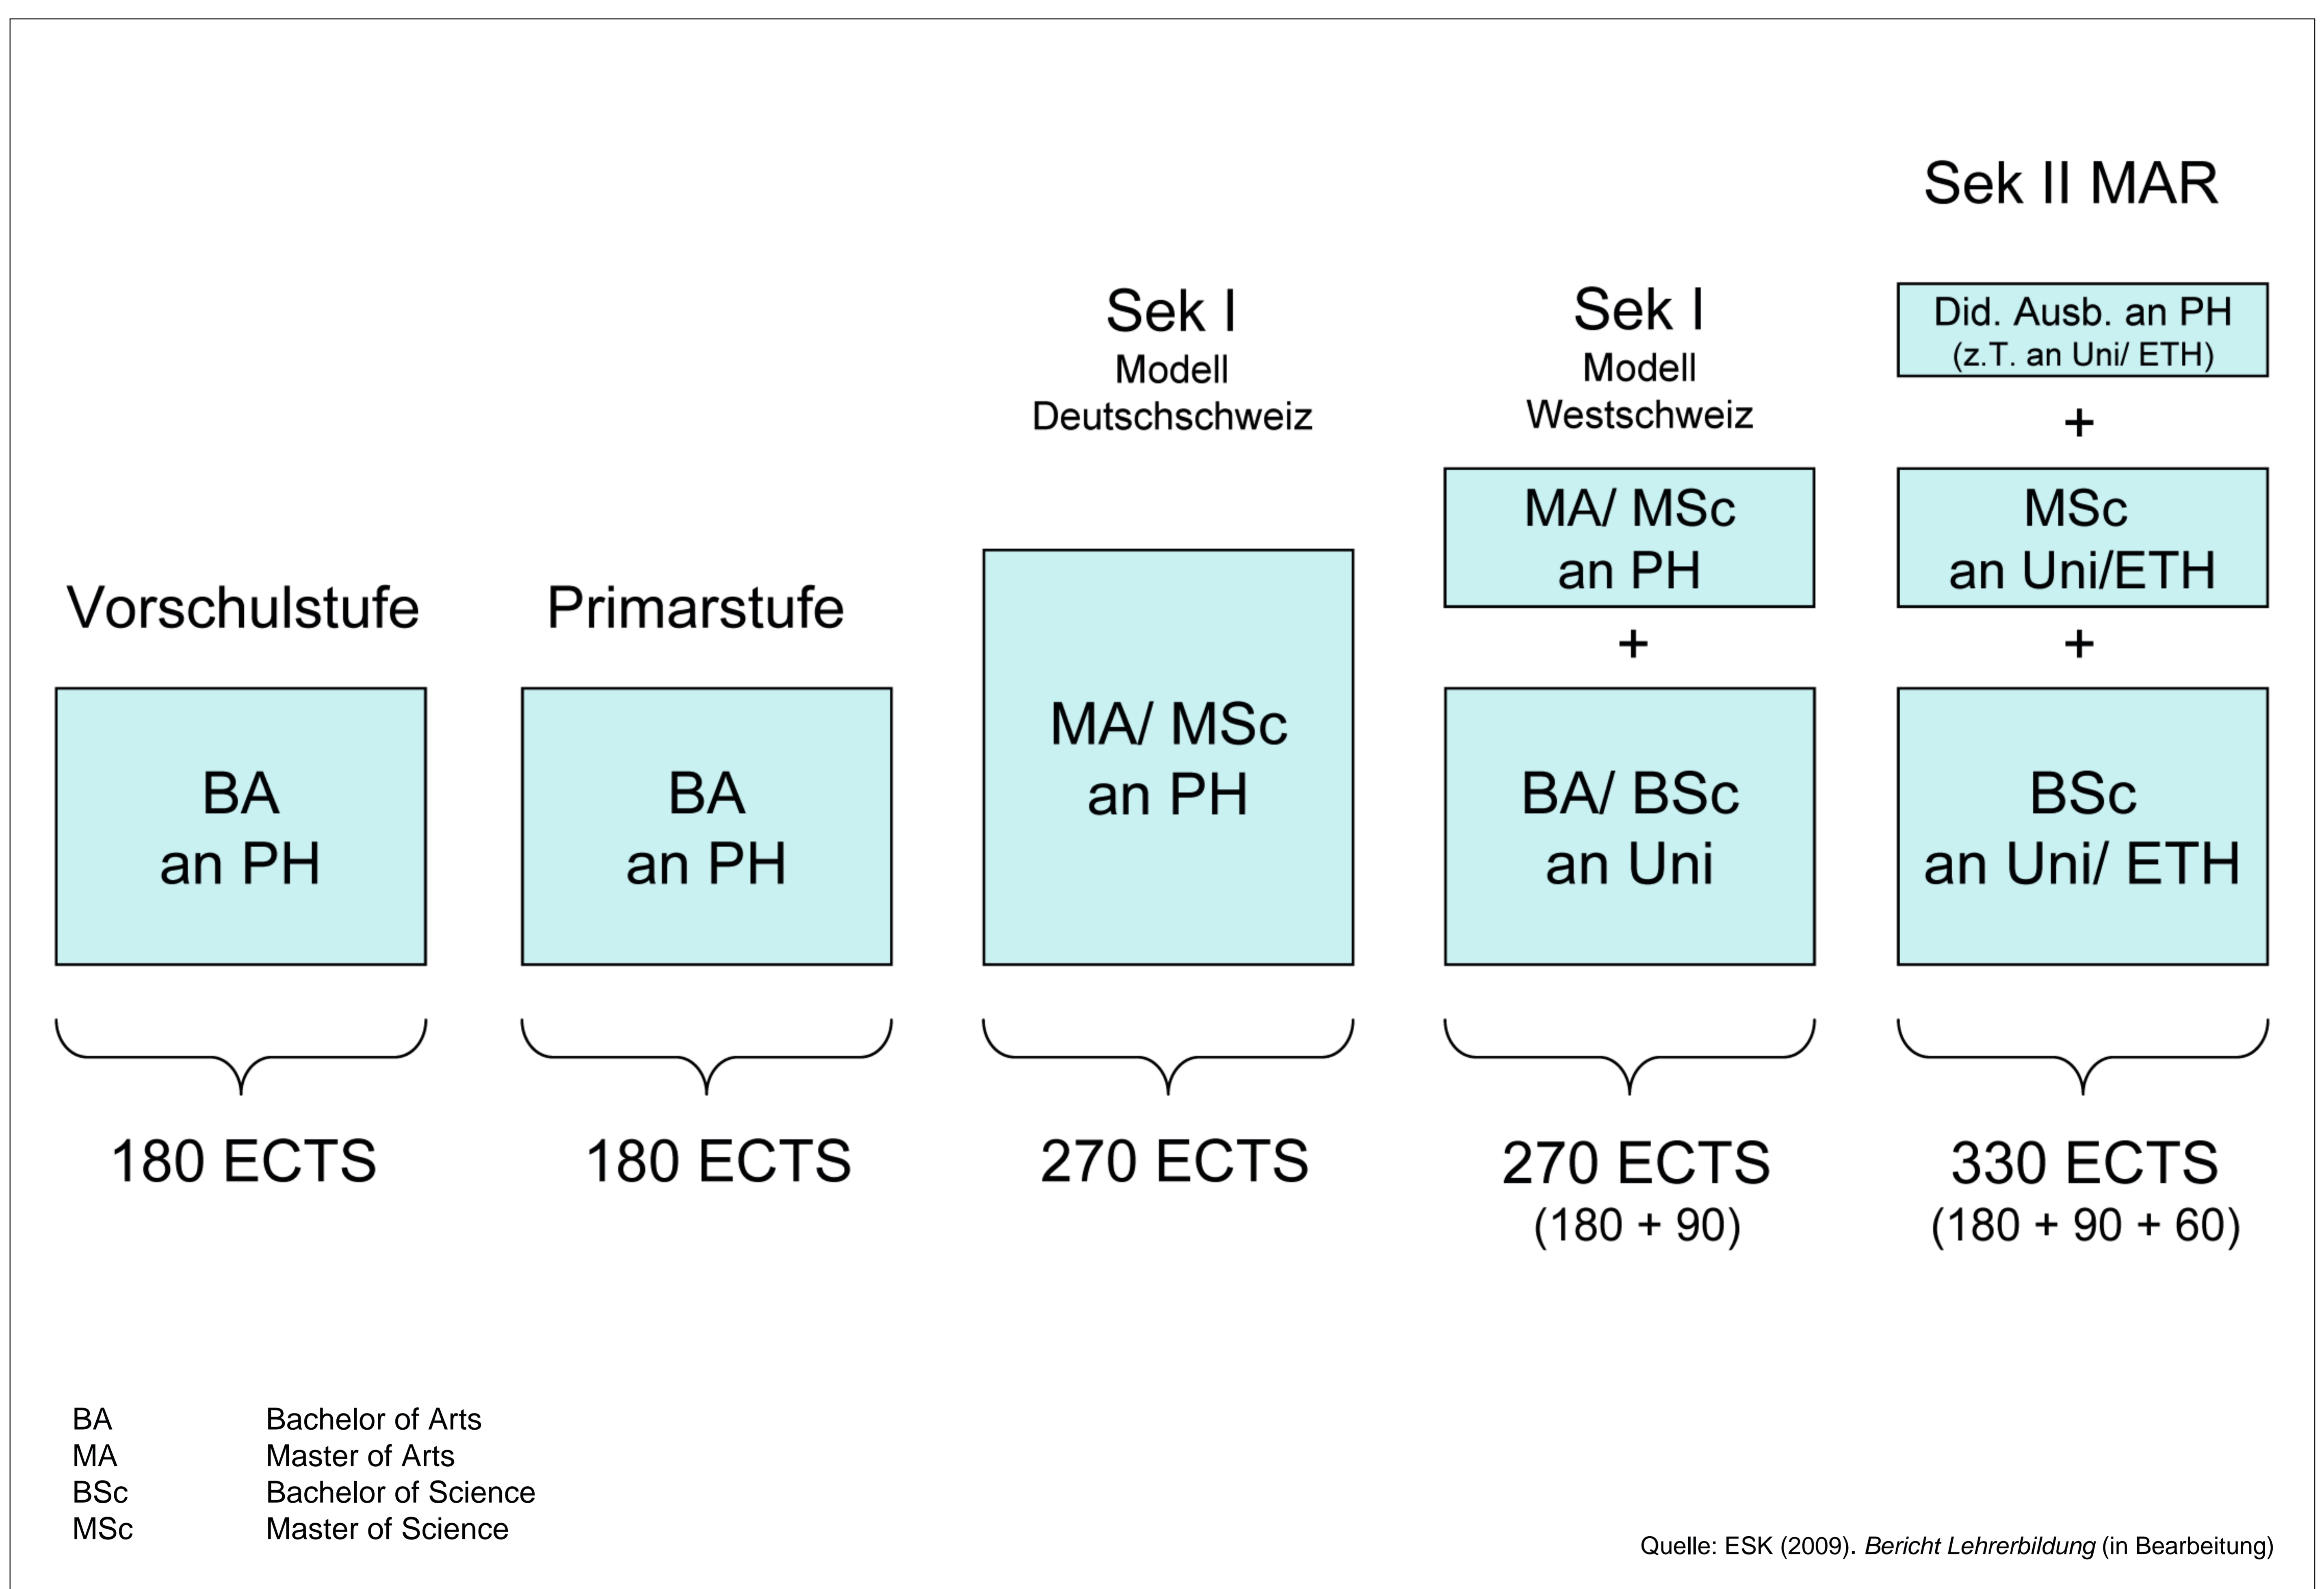 Vorschulstufe
BA
an PH
180 ECTS
Primarstufe
BA
an PH
180 ECTS
Sek I
Modell
Deutschschweiz
MA/ MSc
an PH
270 ECTS
Sek I
Modell
Westschweiz
MA/ MSc
an PH
+
BA/ BSc
an Uni
270 ECTS
(180 + 90)
Sek II MAR
Did. Ausb. an PH
(z.T. an Uni/ ETH)
+
MSc
an Uni/ETH
+
BSc
an Uni/ ETH
330 ECTS
(180 + 90 + 60)
BA Bachelor of Arts
MA Master of Arts
BSc Bachelor of Science
MSc Master of Science
Quelle: ESK (2009). Bericht Lehrerbildung (in Bearbeitung)